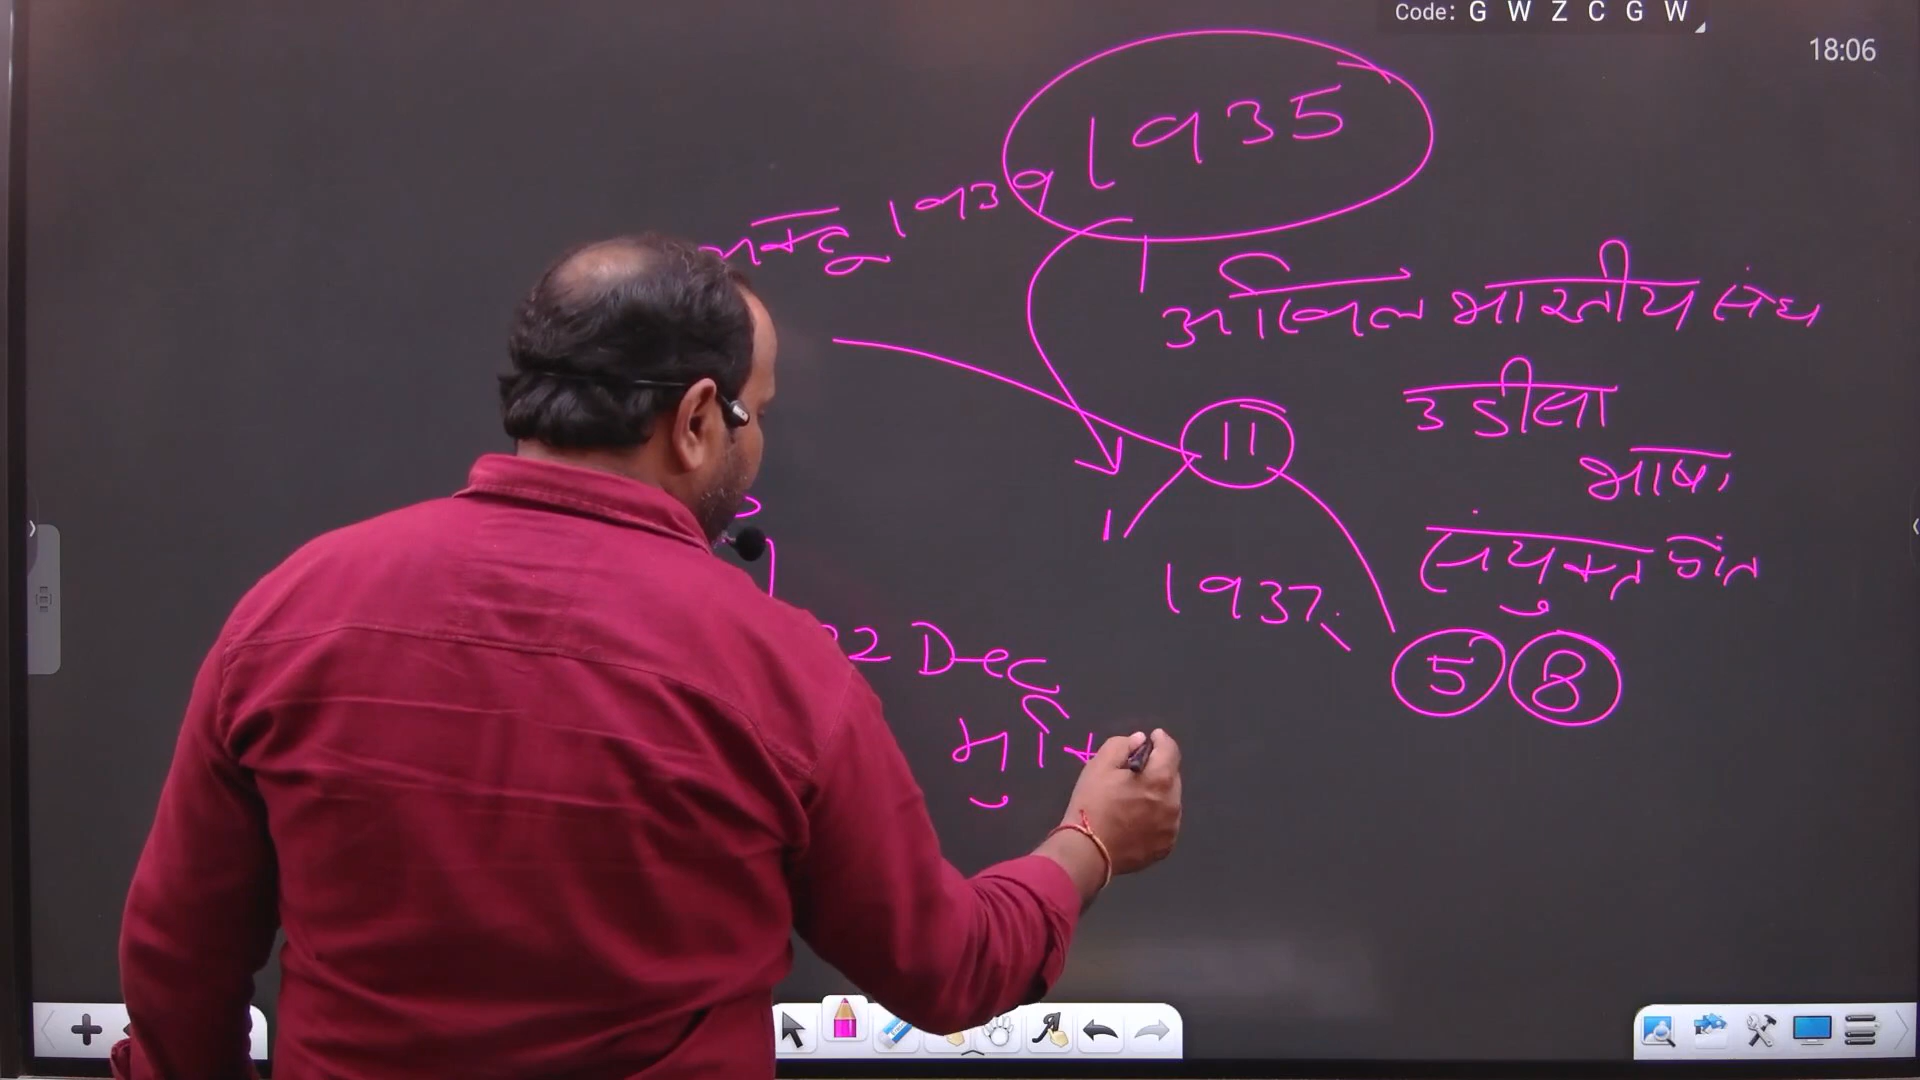 Code: G W Z C G W
18:06
1935
1939
अखिल भारतीय संघ
उडीसा
भाषा
11
संयुक्त प्रांत
1937
5 8
22 Dec
मुक्ति